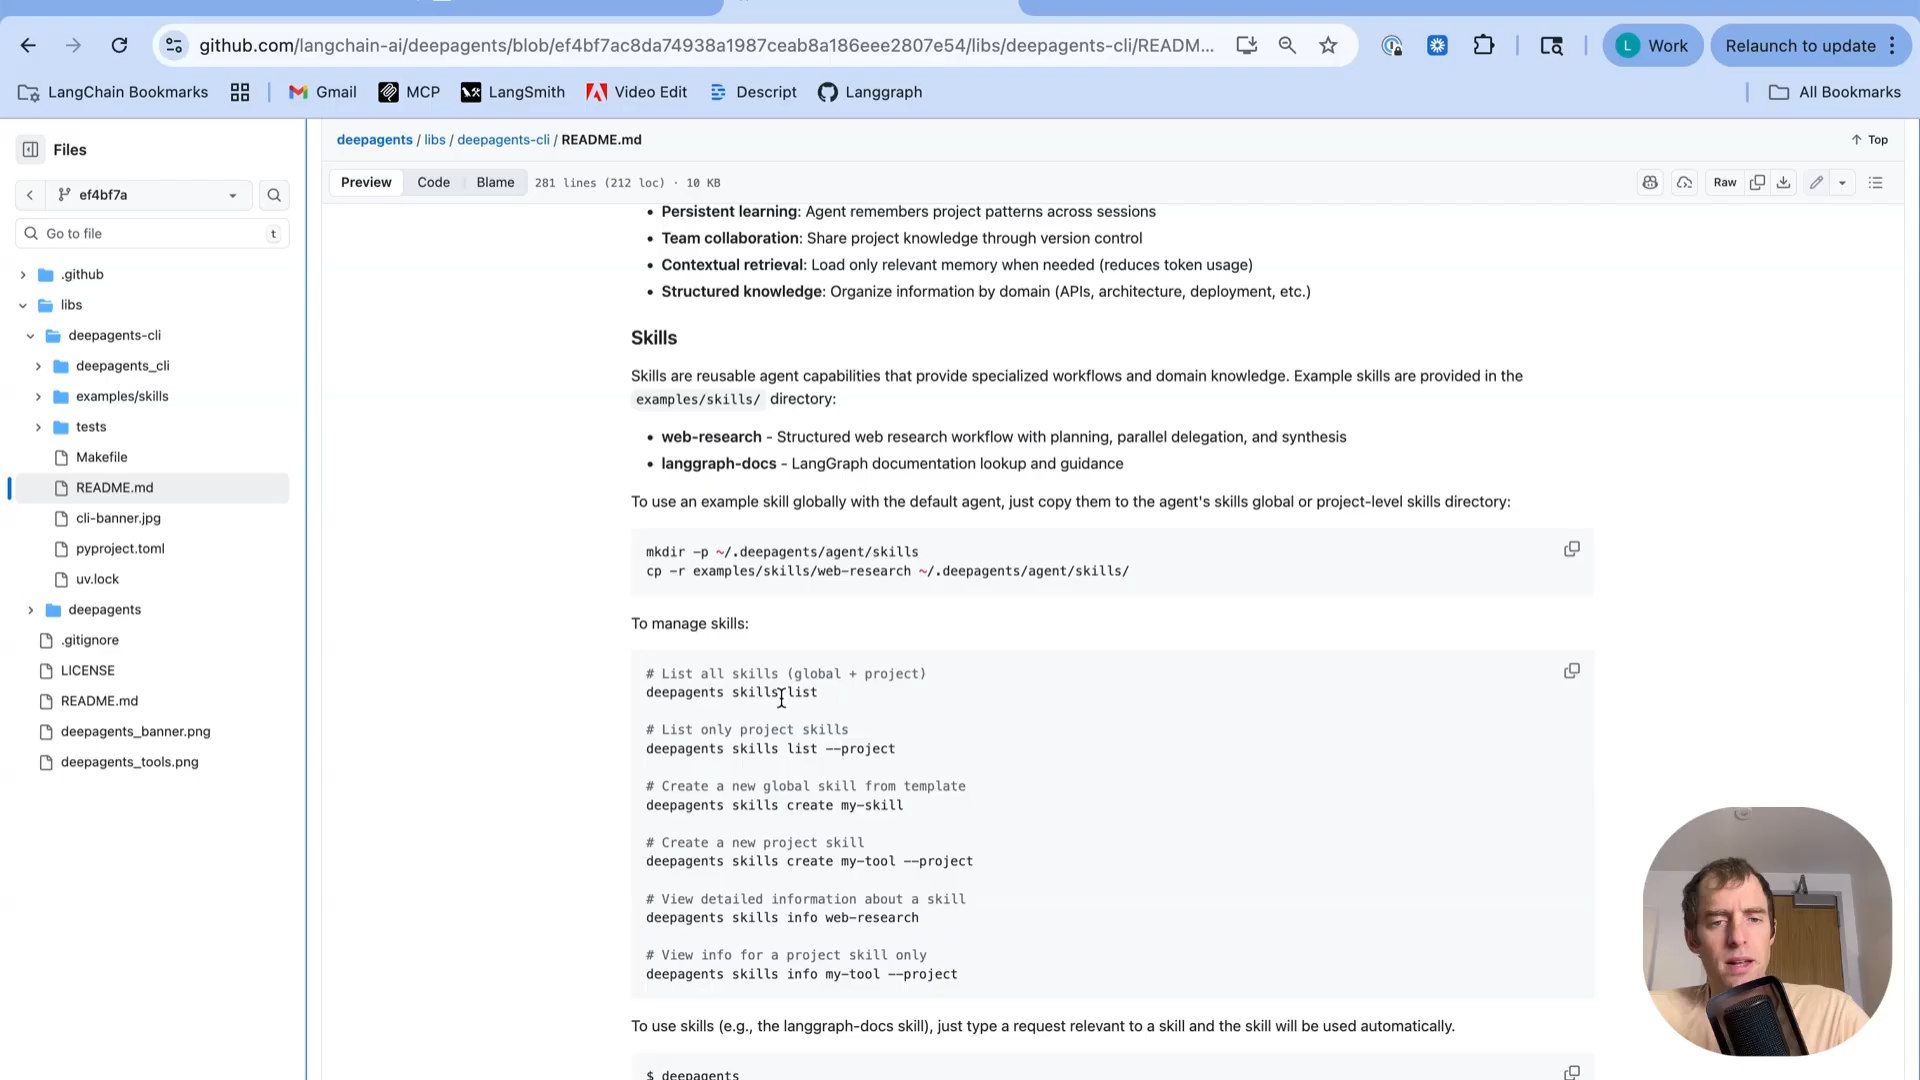 github.com/langchain-ai/deepagents/blob/ef4bf7ac8da74938a1987ceab8a186eee2807e54/libs/deepagents-cli/READM...
L Work
Relaunch to update
LangChain Bookmarks
Gmail
MCP
LangSmith
Video Edit
Descript
Langgraph
All Bookmarks
Files
ef4bf7a
Go to file
t
.github
libs
deepagents-cli
deepagents_cli
examples/skills
tests
Makefile
README.md
cli-banner.jpg
pyproject.toml
uv.lock
deepagents
.gitignore
LICENSE
README.md
deepagents_banner.png
deepagents_tools.png
deepagents / libs / deepagents-cli / README.md
Top
Preview
Code
Blame
281 lines (212 loc) · 10 KB
Raw
• Persistent learning: Agent remembers project patterns across sessions
• Team collaboration: Share project knowledge through version control
• Contextual retrieval: Load only relevant memory when needed (reduces token usage)
• Structured knowledge: Organize information by domain (APIs, architecture, deployment, etc.)
Skills
Skills are reusable agent capabilities that provide specialized workflows and domain knowledge. Example skills are provided in the
examples/skills/ directory:
• web-research - Structured web research workflow with planning, parallel delegation, and synthesis
• langgraph-docs - LangGraph documentation lookup and guidance
To use an example skill globally with the default agent, just copy them to the agent's skills global or project-level skills directory:
mkdir -p ~/.deepagents/agent/skills
cp -r examples/skills/web-research ~/.deepagents/agent/skills/
To manage skills:
# List all skills (global + project)
deepagents skills list
# List only project skills
deepagents skills list --project
# Create a new global skill from template
deepagents skills create my-skill
# Create a new project skill
deepagents skills create my-tool --project
# View detailed information about a skill
deepagents skills info web-research
# View info for a project skill only
deepagents skills info my-tool --project
To use skills (e.g., the langgraph-docs skill), just type a request relevant to a skill and the skill will be used automatically.
$ deepagents